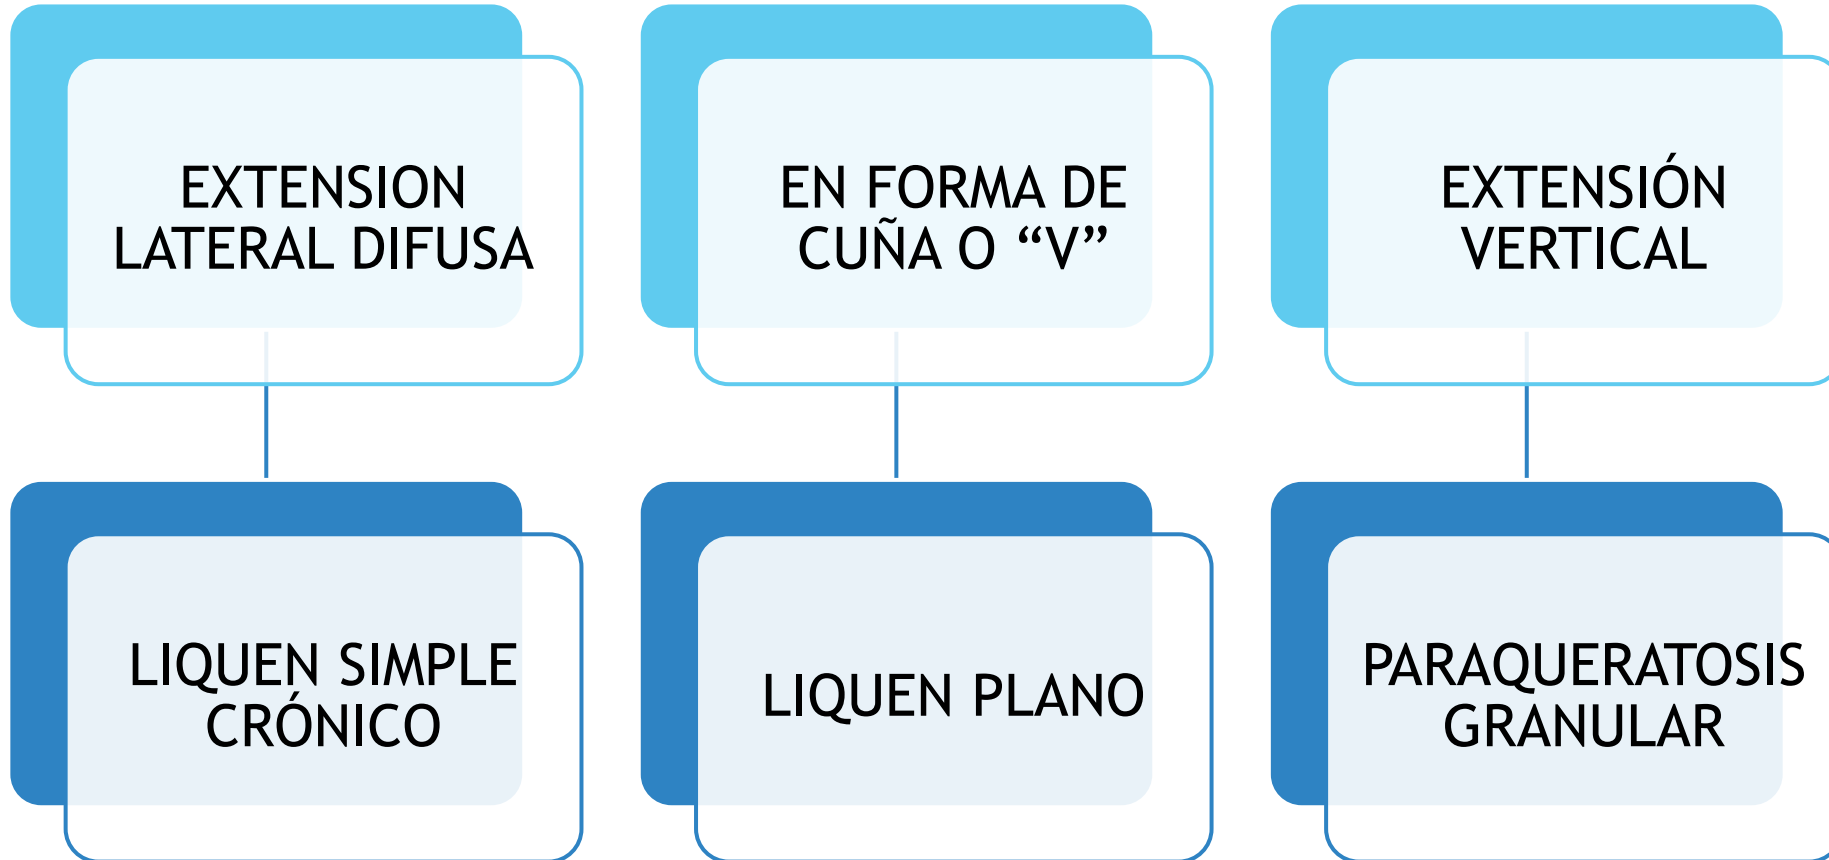 EXTENSION
LATERAL DIFUSA
LIQUEN SIMPLE
CRÓNICO
EN FORMA DE
CUÑA O “V”
LIQUEN PLANO
EXTENSIÓN
VERTICAL
PARAQUERATOSIS
GRANULAR